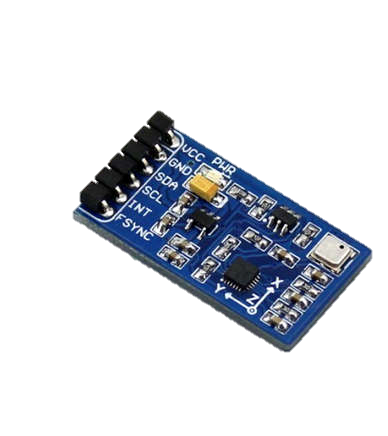 VCC PWR
GND
SDA
SCL
INT
FSYNC
X
Y Z